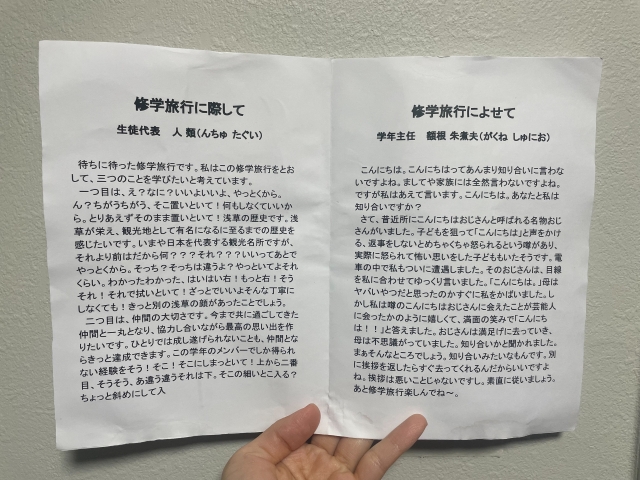 修学旅行に際して
生徒代表　人 類(んちゅ たぐい)
待ちに待った修学旅行です。私はこの修学旅行をとお
して、三つのことを学びたいと考えています。
一つ目は、え？なに？いいよいいよ、やっとくから。
ん？ちがうちがう、そこ置いといて！何もしなくていいか
ら。とりあえずそのまま置いといて！浅草の歴史です。浅
草が栄え、観光地として有名になるに至るまでの歴史を
感じたいです。いまや日本を代表する観光名所ですが、
それより前はだから何？？？それ？？？いいってあとで
やっとくから。そっち？そっちは違うよ？やっといてよそれ
くらい。わかったわかった、はいはい右！もっと右！そう
それ！それで拭いといて！ざっとでいいよそんな丁寧に
しなくても！きっと別の浅草の顔があったことでしょう。
二つ目は、仲間の大切さです。今まで共に過ごしてきた
仲間と一丸となり、協力し合いながら最高の思い出を作
りたいです。ひとりでは成し遂げられないことも、仲間とな
らきっと達成できます。この学年のメンバーでしか得られ
ない経験をそう！そこ！そこにしまっといて！上から二番
目、そうそう、あ違う違うそれは下。そこの細いとこ入る？
ちょっと斜めにして入
修学旅行によせて
学年主任　額根 朱煮夫(がくね しゅにお)
こんにちは。こんにちはってあんまり知り合いに言わな
いですよね。ましてや家族には全然言わないですよね。
ですが私はあえて言います。こんにちは。あなたと私は
知り合いですか？
さて、昔近所にこんにちはおじさんと呼ばれる名物おじ
さんがいました。子どもを狙って「こんにちは」と声をかけ
る、返事をしないとめちゃくちゃ怒られるという噂があり、
実際に怒られて怖い思いをした子どももいたそうです。電
車の中で私もついに遭遇しました。そのおじさんは、目線
を私に合わせてゆっくり言いました。「こんにちは。」母は
ヤバいやつだと思ったのかすぐに私をかばいました。し
かし私は噂のこんにちはおじさんに会えたことが芸能人
に会ったかのように嬉しくて、満面の笑みで「こんにち
は！！」と答えました。おじさんは満足げに去っていき、
母は不思議がっていました。知り合いかと聞かれました。
まぁそんなところでしょう。知り合いみたいなもんです。別
に挨拶を返したらすぐ去ってくれるんだからいいですよ
ね。挨拶は悪いことじゃないですし。素直に従いましょう。
あと修学旅行楽しんでね〜。